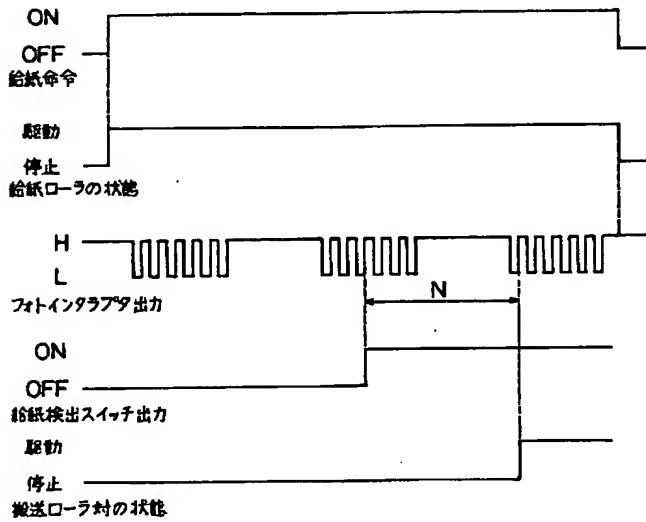 ON
OFF
給紙命令
駆動
停止
給紙ローラの状態
H
L
フォトインタラプタ出力
N
ON
OFF
給紙検出スイッチ出力
駆動
停止
搬送ローラ対の状態